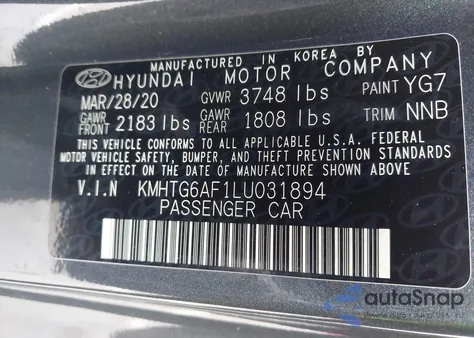 MANUFACTURED IN KOREA BY
HYUNDAI MOTOR COMPANY
MAR/28/20 GVWR 3748 lbs PAINT YG7
GAWR FRONT 2183 lbs GAWR REAR 1808 lbs TRIM NNB
THIS VEHICLE CONFORMS TO ALL APPLICABLE U.S.A. FEDERAL
MOTOR VEHICLE SAFETY, BUMPER, AND THEFT PREVENTION STANDARDS
IN EFFECT ON THE DATE OF MANUFACTURE SHOWN ABOVE.
V.I.N KMHTG6AF1LU031894
PASSENGER CAR
autoSnap